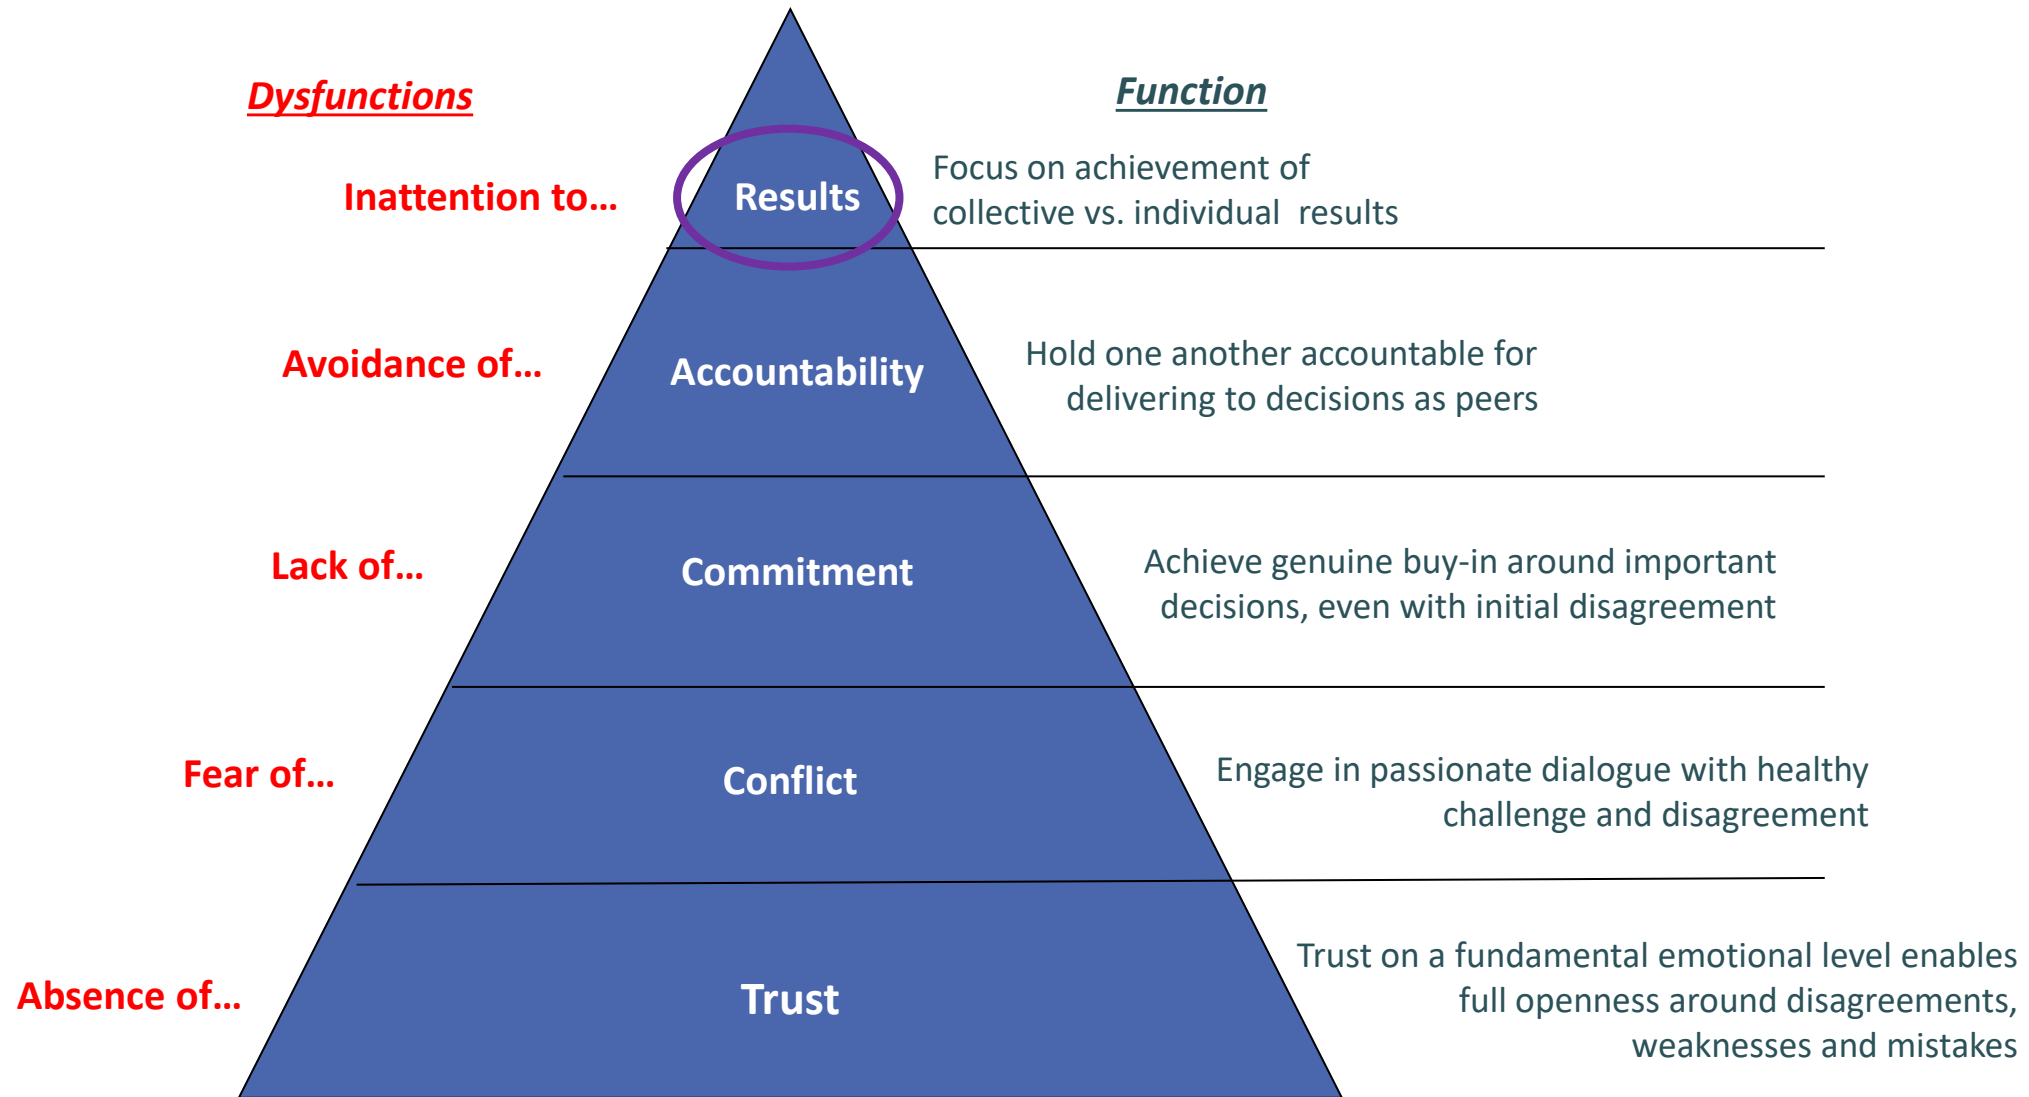 Dysfunctions
Function
Inattention to…
Results
Focus on achievement of
collective vs. individual  results
Avoidance of…
Accountability
Hold one another accountable for
delivering to decisions as peers
Lack of…
Commitment
Achieve genuine buy-in around important
decisions, even with initial disagreement
Fear of…
Conflict
Engage in passionate dialogue with healthy
challenge and disagreement
Absence of…
Trust
Trust on a fundamental emotional level enables
full openness around disagreements,
weaknesses and mistakes